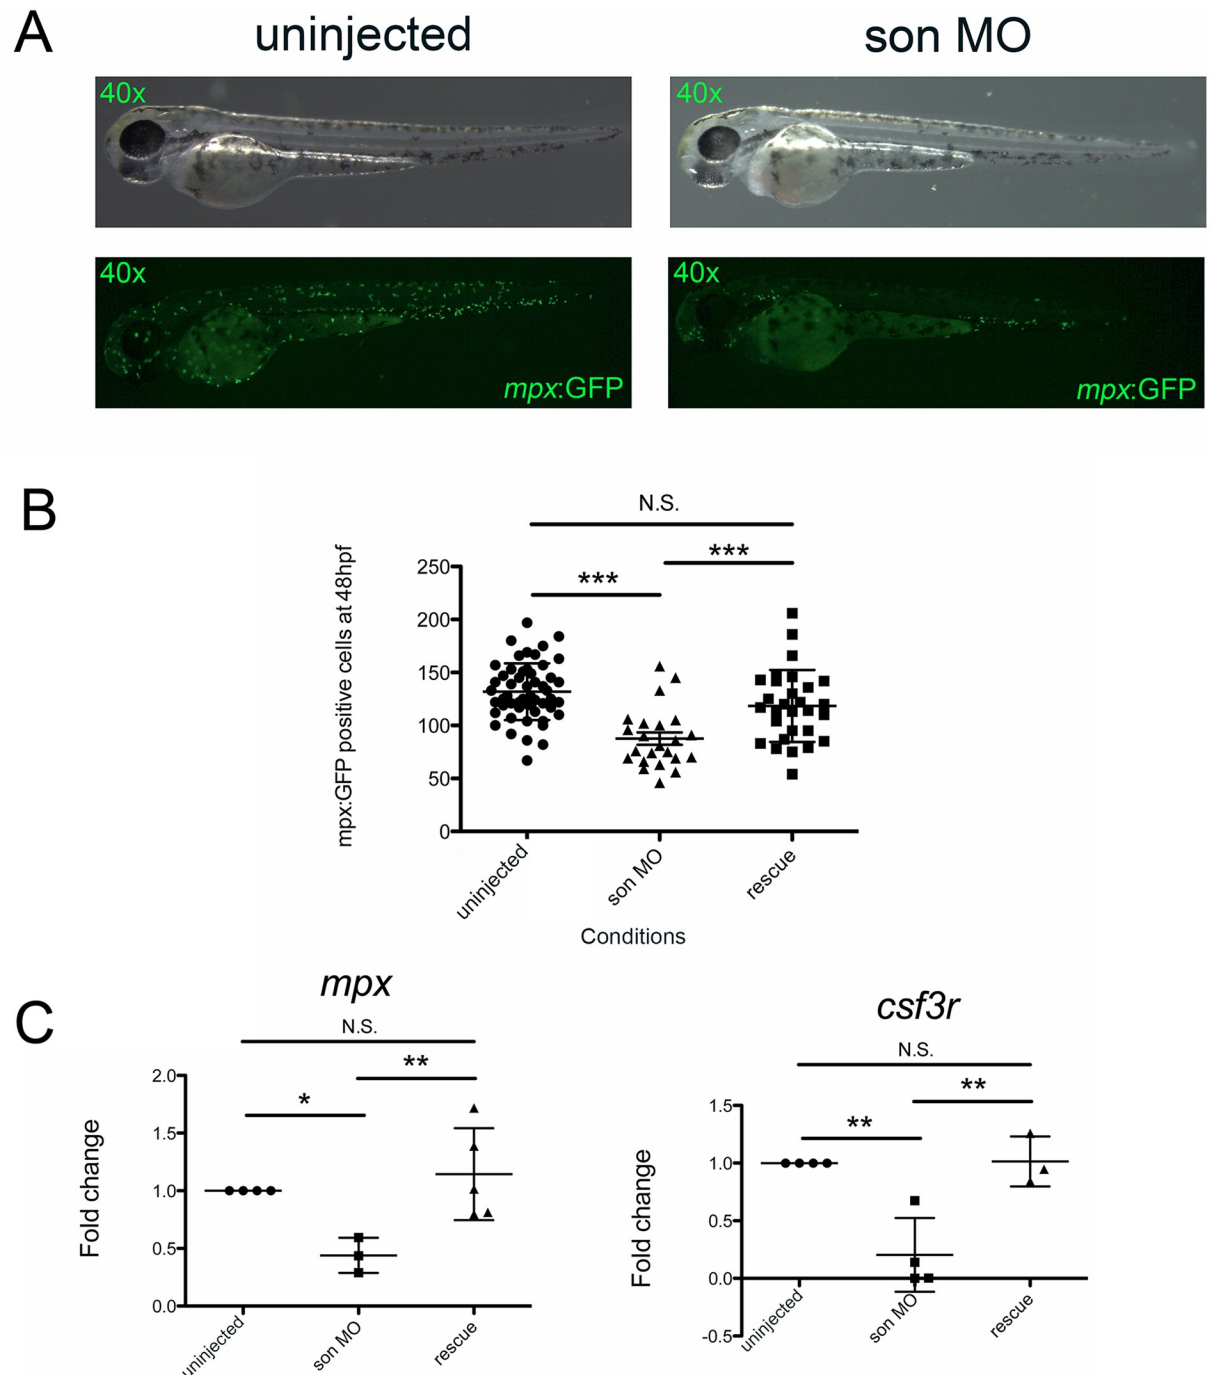 A
uninjected
son MO
40x
40x
40x
mpx:GFP
40x
mpx:GFP
B
N.S.
***
***
mpx:GFP positive cells at 48hpf
250
200
150
100
50
0
uninjected
son MO
rescue
Conditions
C
mpx
N.S.
**
*
Fold change
2.0
1.5
1.0
0.5
0.0
uninjected
son MO
rescue
csf3r
N.S.
**
**
Fold change
1.5
1.0
0.5
0.0
-0.5
uninjected
son MO
rescue